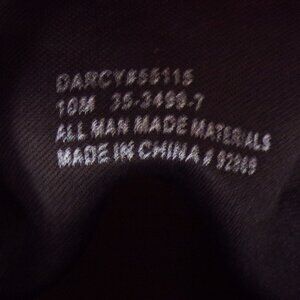 DARCY#55115
10M 35-3499-7
ALL MAN MADE MATERIALS
MADE IN CHINA # 92989